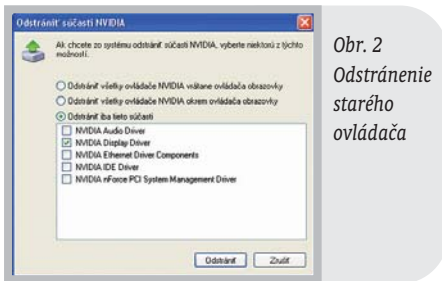 Odstrániť súčasti NVIDIA
Ak chcete zo systému odstrániť súčasti NVIDIA, vyberte niektorú z týchto
možností.
Odstrániť všetky ovládače NVIDIA vrátane ovládača obrazovky
Odstrániť všetky ovládače NVIDIA okrem ovládača obrazovky
Odstrániť iba tieto súčasti
NVIDIA Audio Driver
NVIDIA Display Driver
NVIDIA Ethernet Driver Components
NVIDIA IDE Driver
NVIDIA nForce PCI System Management Driver
Odstrániť
Zrušiť
Obr. 2
Odstránenie
starého
ovládača